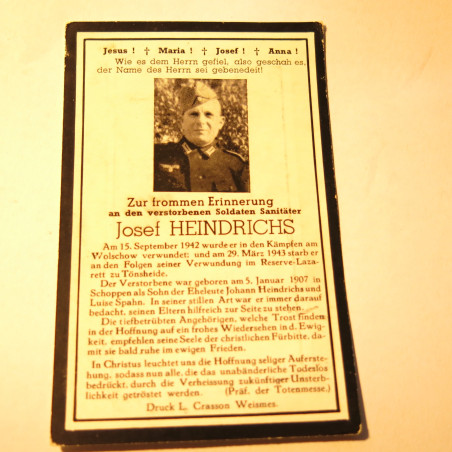 Jesus! † Maria! † Josef! † Anna!
Wie es dem Herrn gefiel, also geschah es,
der Name des Herrn sei gebenedeit!
Zur frommen Erinnerung
an den verstorbenen Soldaten Sanitäter
Josef HEINDRICHS
Am 15. September 1942 wurde er in den Kämpfen am
Wolschow verwundet; und am 29. März 1943 starb er
an den Folgen seiner Verwundung im Reserve-Laza-
rett zu Tönsheide.
Der Verstorbene war geboren am 5. Januar 1907 in
Schoppen als Sohn der Eheleute Johann Heindrichs und
Luise Spahn. In seiner stillen Art war er immer darauf
bedacht, seinen Eltern hilfreich zur Seite zu stehen.
Die tiefbetrübten Angehörigen, welche Trost finden
in der Hoffnung auf ein frohes Wiedersehen in d. Ewig-
keit, empfehlen seine Seele der christlichen Fürbitte, da-
mit sie bald ruhe im ewigen Frieden.
In Christus leuchtet uns die Hoffnung seliger Aufersteh-
ung, sodass nun alle, die das unabänderliche Todeslos
bedrückt, durch die Verheissung zukünftiger Unsterb-
lichkeit getröstet werden. (Präf. der Totenmesse.)
Druck L. Crasson Weismes.